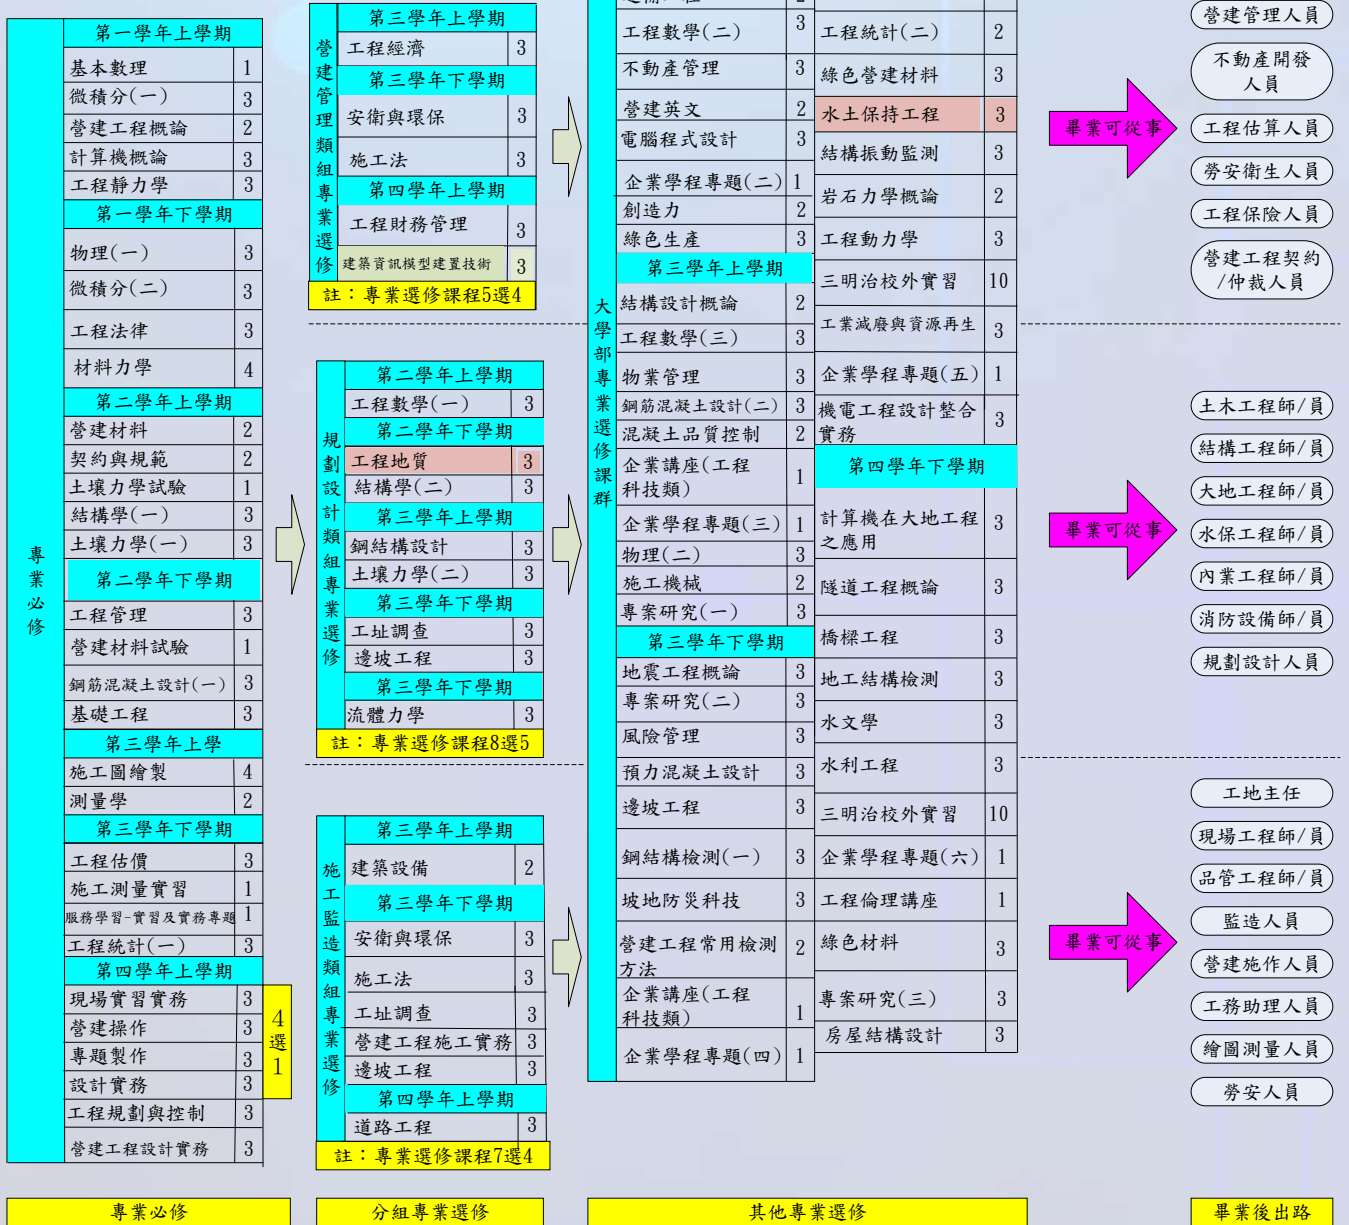 專業必修
第一學年上學期
基本數理 1
微積分(一) 3
營建工程概論 2
計算機概論 3
工程靜力學 3
第一學年下學期
物理(一) 3
微積分(二) 3
工程法律 3
材料力學 4
第二學年上學期
營建材料 2
契約與規範 2
土壤力學試驗 1
結構學(一) 3
土壤力學(一) 3
第二學年下學期
工程管理 3
營建材料試驗 1
鋼筋混凝土設計(一) 3
基礎工程 3
第三學年上學
施工圖繪製 4
測量學 2
第三學年下學期
工程估價 3
施工測量實習 1
服務學習-實習及實務專題 1
工程統計(一) 3
第四學年上學期
現場實習實務 3
營建操作 3
專題製作 3
設計實務 3
4選1
工程規劃與控制 3
營建工程設計實務 3
專業必修
營建管理類組專業選修
第三學年上學期
工程經濟 3
第三學年下學期
安衛與環保 3
施工法 3
第四學年上學期
工程財務管理 3
建築資訊模型建置技術 3
註：專業選修課程5選4
規劃設計類組專業選修
第二學年上學期
工程數學(一) 3
第二學年下學期
工程地質 3
結構學(二) 3
第三學年上學期
鋼結構設計 3
土壤力學(二) 3
第三學年下學期
工址調查 3
邊坡工程 3
第三學年下學期
流體力學 3
註：專業選修課程8選5
施工監造類組專業選修
第三學年上學期
建築設備 2
第三學年下學期
安衛與環保 3
施工法 3
工址調查 3
營建工程施工實務 3
邊坡工程 3
第四學年上學期
道路工程 3
註：專業選修課程7選4
分組專業選修
大學部專業選修課群
工程數學(二) 3
不動產管理 3
營建英文 2
電腦程式設計 3
企業學程專題(二) 1
創造力 2
綠色生產 3
第三學年上學期
結構設計概論 2
工程數學(三) 3
物業管理 3
鋼筋混凝土設計(二) 3
混凝土品質控制 2
企業講座(工程
科技類) 1
企業學程專題(三) 1
物理(二) 3
施工機械 2
專案研究(一) 3
第三學年下學期
地震工程概論 3
專案研究(二) 3
風險管理 3
預力混凝土設計 3
邊坡工程 3
鋼結構檢測(一) 3
坡地防災科技 3
營建工程常用檢測
方法 2
企業講座(工程
科技類) 1
企業學程專題(四) 1
工程統計(二) 2
綠色營建材料 3
水土保持工程 3
結構振動監測 3
岩石力學概論 2
工程動力學 3
三明治校外實習 10
工業減廢與資源再生 3
企業學程專題(五) 1
機電工程設計整合
實務 3
第四學年下學期
計算機在大地工程
之應用 3
隧道工程概論 3
橋樑工程 3
地工結構檢測 3
水文學 3
水利工程 3
三明治校外實習 10
企業學程專題(六) 1
工程倫理講座 1
綠色材料 3
專案研究(三) 3
房屋結構設計 3
其他專業選修
畢業可從事
營建管理人員
不動產開發
人員
工程估算人員
勞安衛生人員
工程保險人員
營建工程契約
/仲裁人員
畢業可從事
土木工程師/員
結構工程師/員
大地工程師/員
水保工程師/員
內業工程師/員
消防設備師/員
規劃設計人員
畢業可從事
工地主任
現場工程師/員
品管工程師/員
監造人員
營建施作人員
工務助理人員
繪圖測量人員
勞安人員
畢業後出路